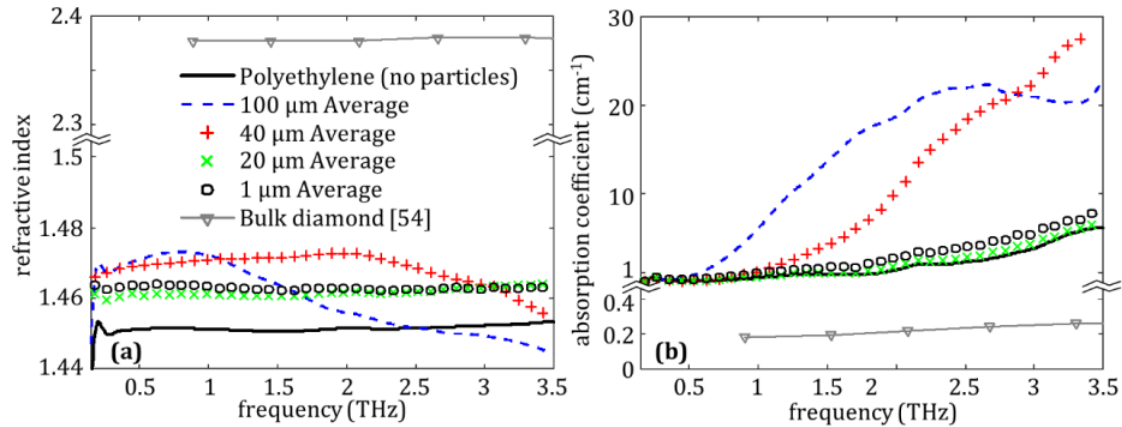 2.4
2.3
1.5
1.48
1.46
1.44
refractive index
Polyethylene (no particles)
100 μm Average
40 μm Average
20 μm Average
1 μm Average
Bulk diamond [54]
(a)
0.5 1 1.5 2 2.5 3 3.5
frequency (THz)
30
20
10
1
0.4
0.2
0
absorption coefficient (cm⁻¹)
(b)
0.5 1 1.5 2 2.5 3 3.5
frequency (THz)